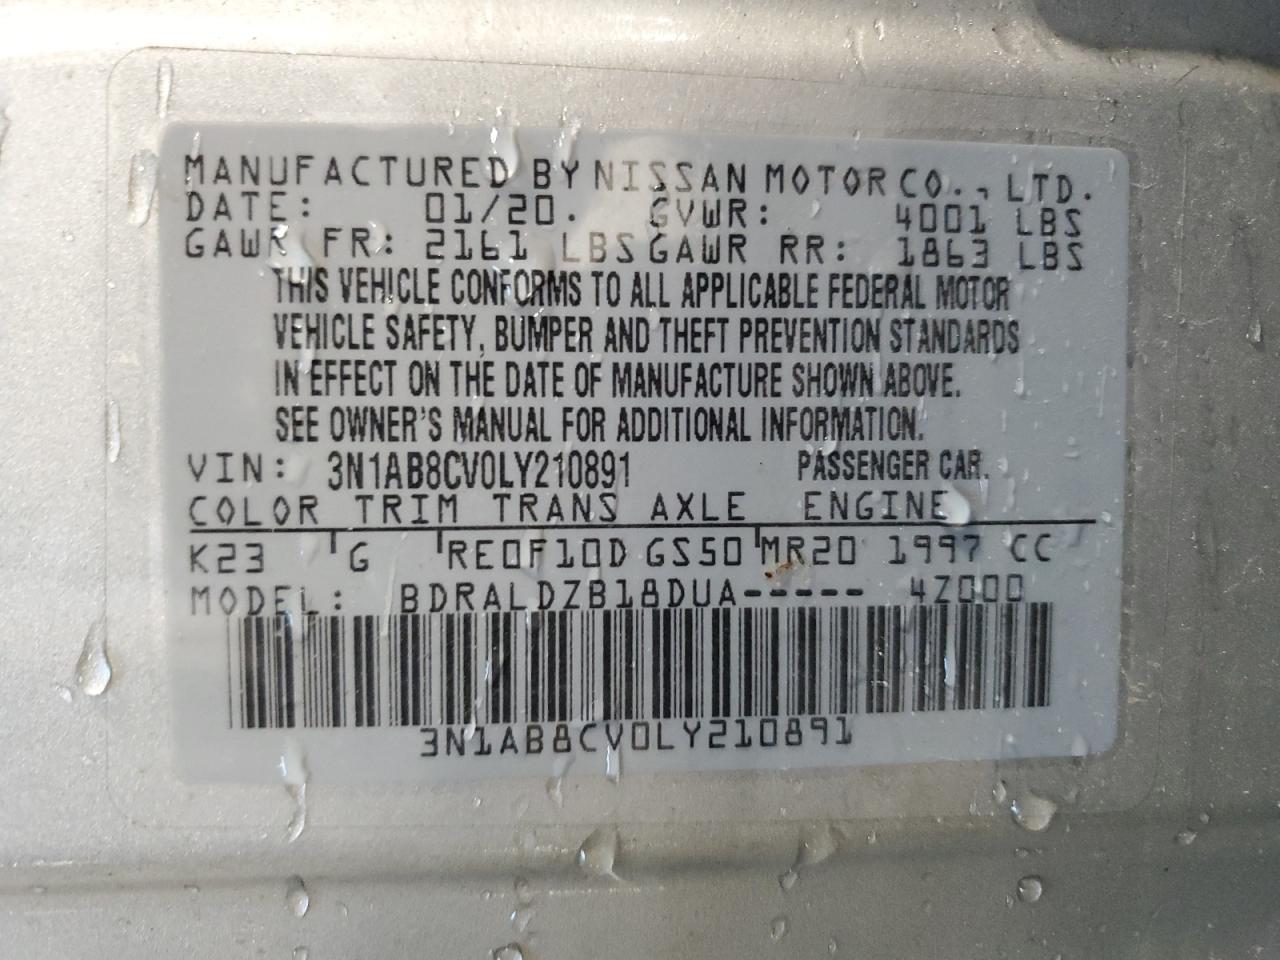 MANUFACTURED BY NISSAN MOTOR CO., LTD.
DATE: 01/20. GVWR: 4001 LBS
GAWR FR: 2161 LBS GAWR RR: 1863 LBS
THIS VEHICLE CONFORMS TO ALL APPLICABLE FEDERAL MOTOR
VEHICLE SAFETY, BUMPER AND THEFT PREVENTION STANDARDS
IN EFFECT ON THE DATE OF MANUFACTURE SHOWN ABOVE.
SEE OWNER'S MANUAL FOR ADDITIONAL INFORMATION.
VIN: 3N1AB8CV0LY210891 PASSENGER CAR.
COLOR TRIM TRANS AXLE ENGINE
K23 G RE0F10D GS50 MR20 1997 CC
MODEL: BDRALDZB18DUA----- 4Z000
3N1AB8CV0LY210891